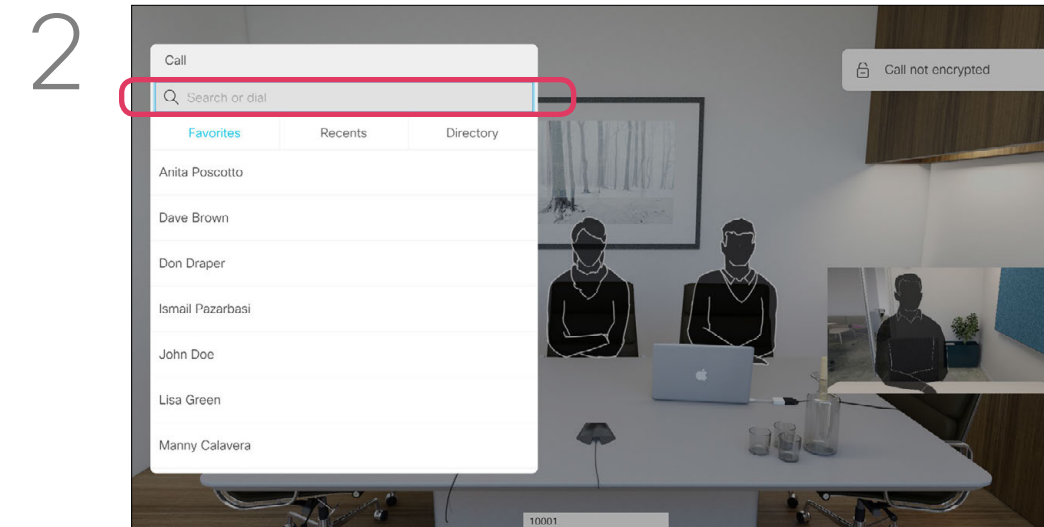 2
Call
Call not encrypted
Search or dial
Favorites Recents Directory
Anita Poscotto
Dave Brown
Don Draper
Ismail Pazarbasi
John Doe
Lisa Green
Manny Calavera
10001